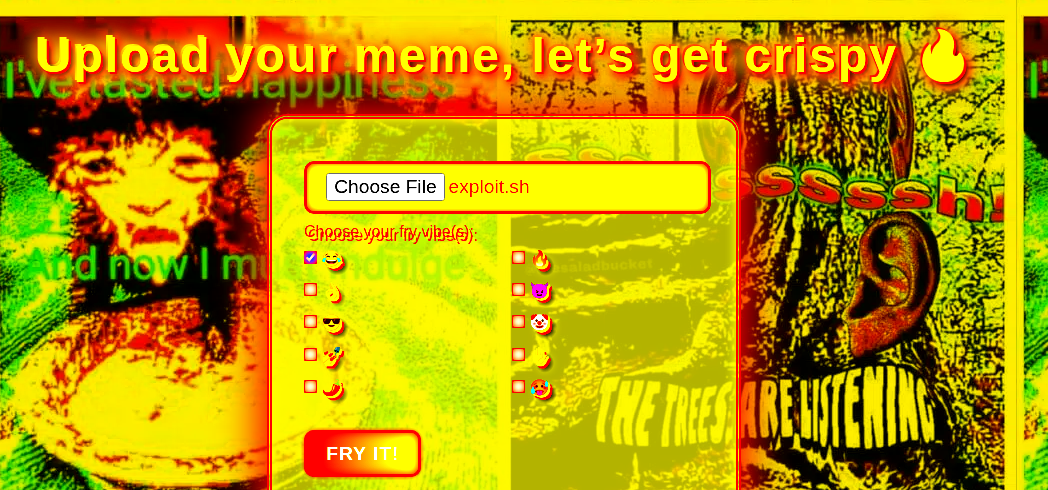 Upload your meme, let’s get crispy 🔥
I've tasted happiness
sssssssh!
Choose File exploit.sh
Choose your fry vibe(s):
And now I must indulge
😂 🔥
👌 😈
😎 🤡
💅
🌶️ 🥵
THE TREES ARE LISTENING
FRY IT!